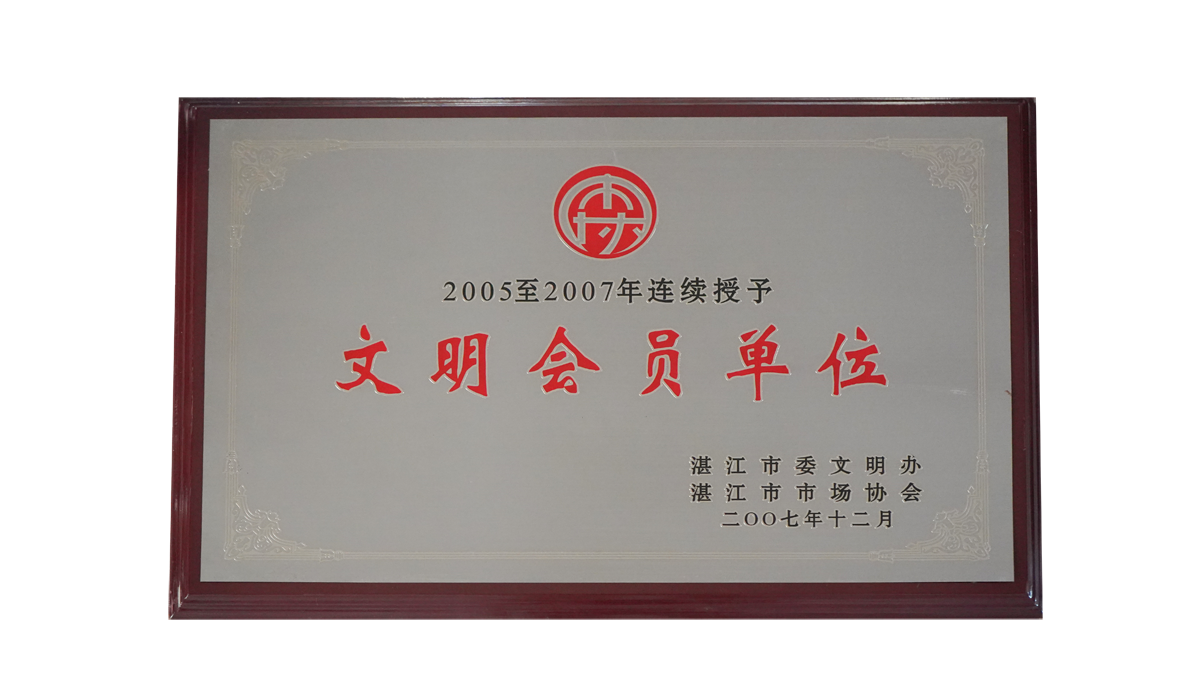 2005至2007年连续授予
文明会员单位
湛江市委文明办
湛江市市场协会
二〇〇七年十二月